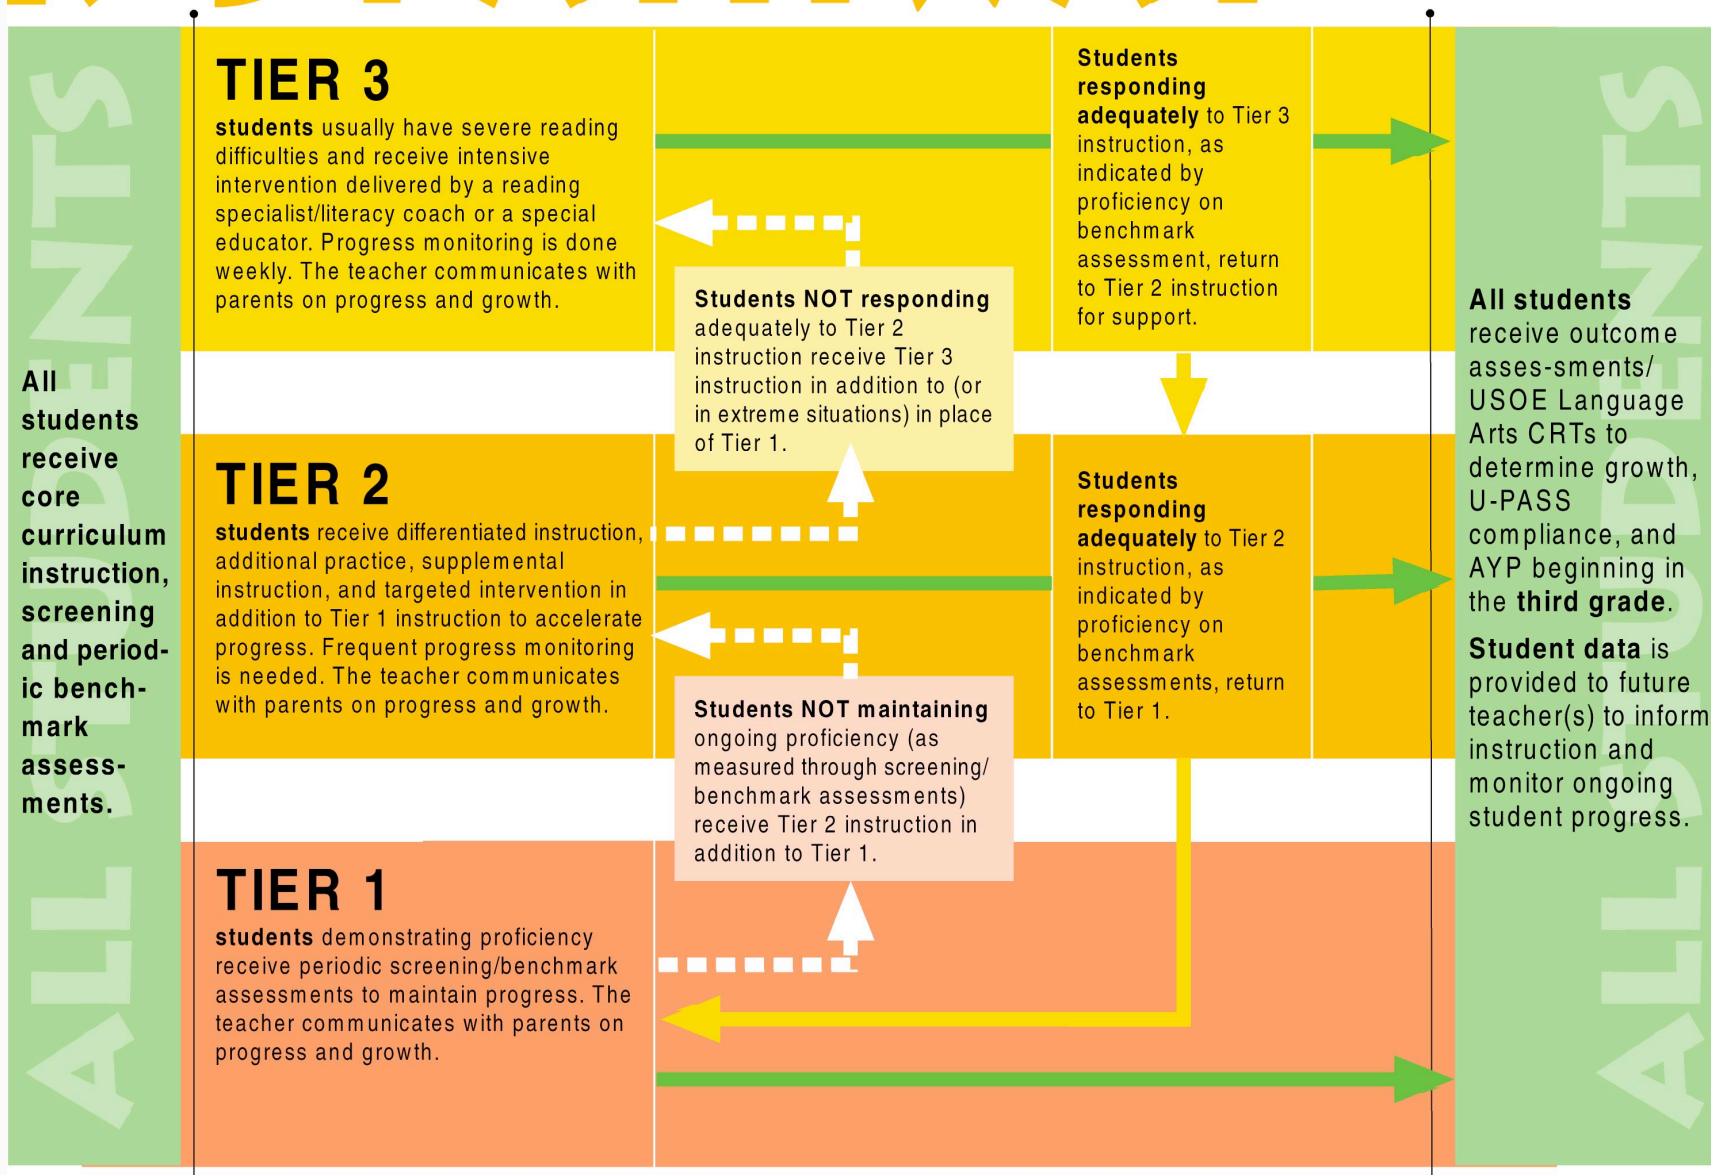 ALL STUDENTS
All
students
receive
core
curriculum
instruction,
screening
and period-
ic bench-
mark
assess-
ments.
TIER 3
students usually have severe reading
difficulties and receive intensive
intervention delivered by a reading
specialist/literacy coach or a special
educator. Progress monitoring is done
weekly. The teacher communicates with
parents on progress and growth.
Students NOT responding
adequately to Tier 2
instruction receive Tier 3
instruction in addition to (or
in extreme situations) in place
of Tier 1.
Students
responding
adequately to Tier 3
instruction, as
indicated by
proficiency on
benchmark
assessment, return
to Tier 2 instruction
for support.
TIER 2
students receive differentiated instruction,
additional practice, supplemental
instruction, and targeted intervention in
addition to Tier 1 instruction to accelerate
progress. Frequent progress monitoring
is needed. The teacher communicates
with parents on progress and growth.
Students NOT maintaining
ongoing proficiency (as
measured through screening/
benchmark assessments)
receive Tier 2 instruction in
addition to Tier 1.
Students
responding
adequately to Tier 2
instruction, as
indicated by
proficiency on
benchmark
assessments, return
to Tier 1.
TIER 1
students demonstrating proficiency
receive periodic screening/benchmark
assessments to maintain progress. The
teacher communicates with parents on
progress and growth.
ALL STUDENTS
All students
receive outcome
asses-sments/
USOE Language
Arts CRTs to
determine growth,
U-PASS
compliance, and
AYP beginning in
the third grade.
Student data is
provided to future
teacher(s) to inform
instruction and
monitor ongoing
student progress.